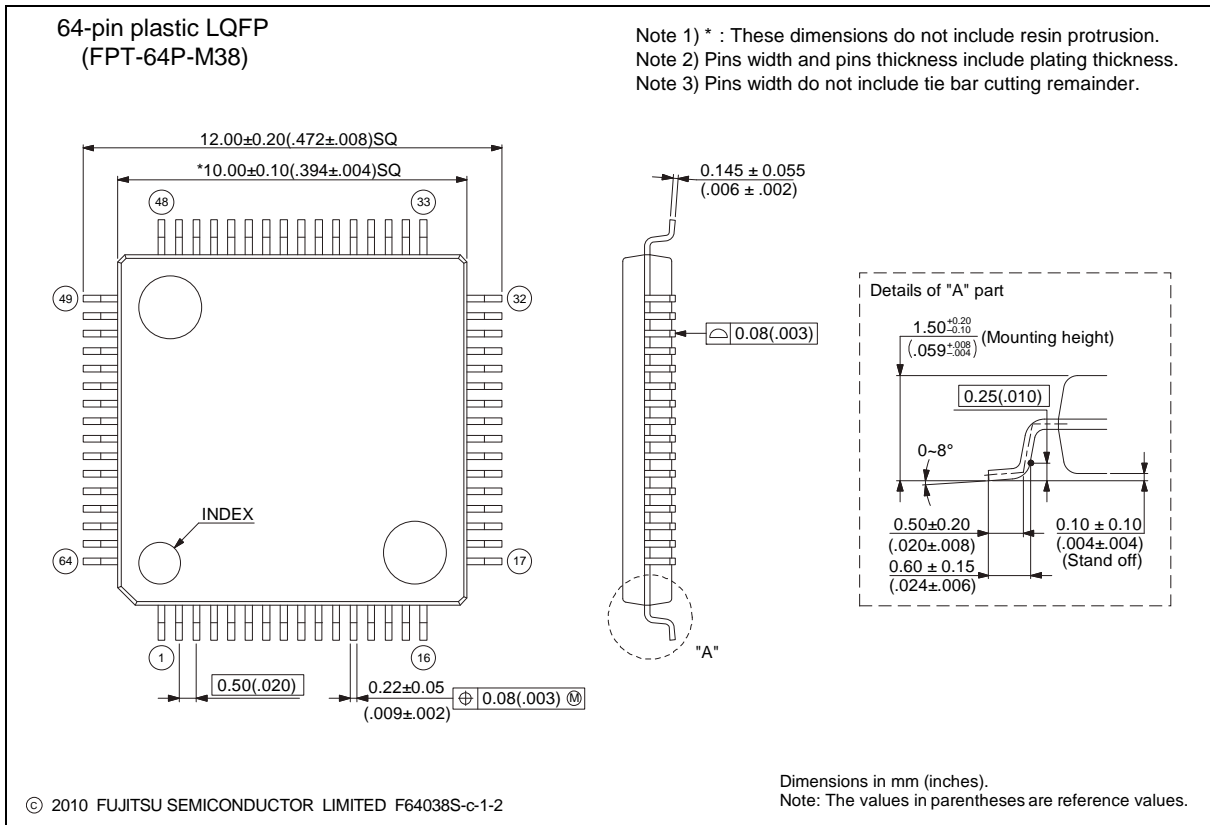 64-pin plastic LQFP
(FPT-64P-M38)
Note 1) * : These dimensions do not include resin protrusion.
Note 2) Pins width and pins thickness include plating thickness.
Note 3) Pins width do not include tie bar cutting remainder.
12.00±0.20(.472±.008)SQ
*10.00±0.10(.394±.004)SQ
48
33
49
32
INDEX
64
17
1
16
0.50(.020)
0.22±0.05
(.009±.002)
⌖ 0.08(.003) Ⓜ
0.145 ± 0.055
(.006 ± .002)
⌓ 0.08(.003)
"A"
Details of "A" part
1.50 +0.20 -0.10
(.059 +.008 -.004)
(Mounting height)
0.25(.010)
0~8°
0.50±0.20
(.020±.008)
0.60 ± 0.15
(.024±.006)
0.10 ± 0.10
(.004±.004)
(Stand off)
© 2010 FUJITSU SEMICONDUCTOR LIMITED F64038S-c-1-2
Dimensions in mm (inches).
Note: The values in parentheses are reference values.